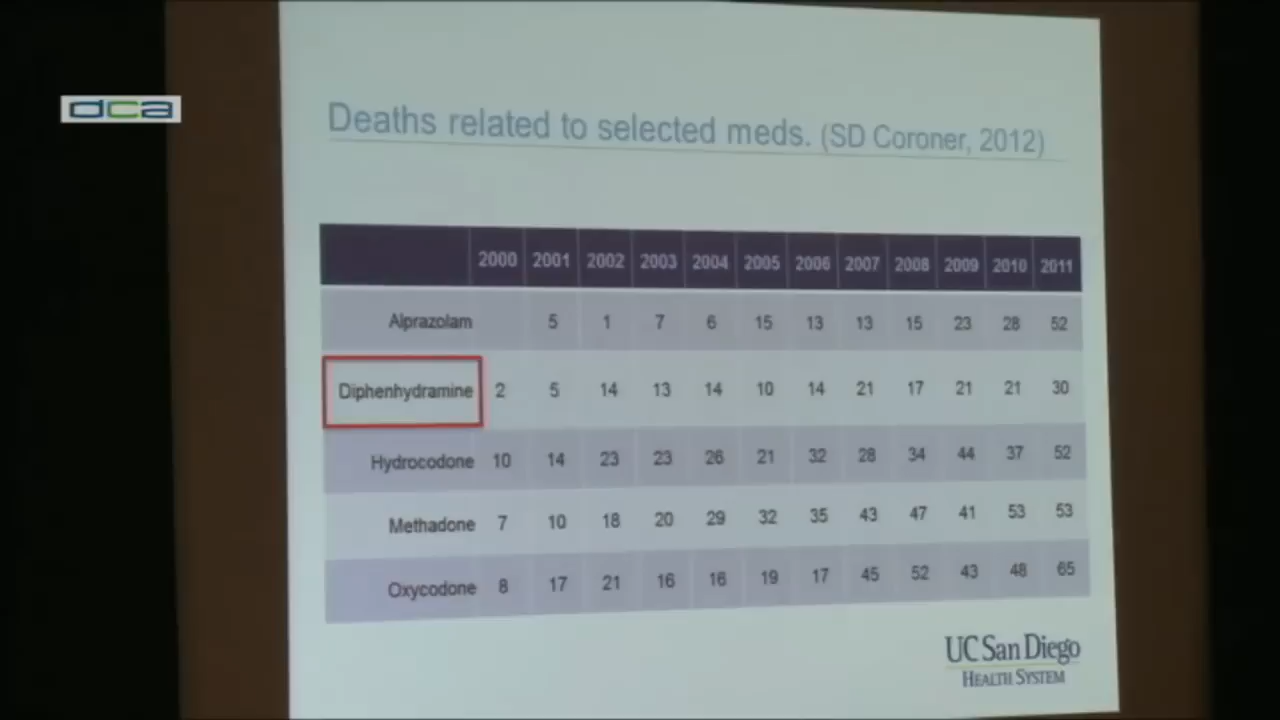 dca
Deaths related to selected meds. (SD Coroner, 2012)
2000 2001 2002 2003 2004 2005 2006 2007 2008 2009 2010 2011
Alprazolam 5 1 7 6 15 13 13 15 23 28 52
Diphenhydramine 2 5 14 13 14 10 14 21 17 21 21 30
Hydrocodone 10 14 23 23 26 21 32 28 34 44 37 52
Methadone 7 10 18 20 29 32 35 43 47 41 53 53
Oxycodone 8 17 21 16 16 19 17 45 52 43 48 65
UC San Diego
HEALTH SYSTEM